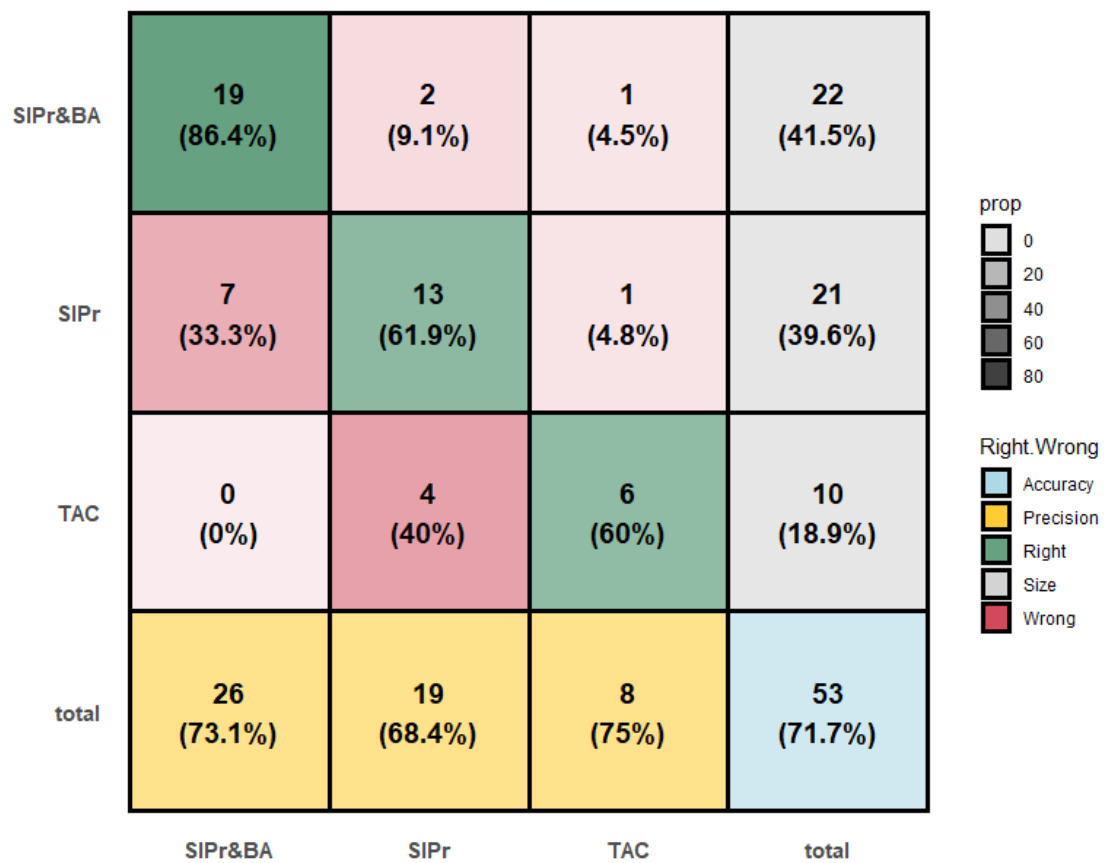 SIPr&BA
19
(86.4%)
2
(9.1%)
1
(4.5%)
22
(41.5%)
SIPr
7
(33.3%)
13
(61.9%)
1
(4.8%)
21
(39.6%)
TAC
0
(0%)
4
(40%)
6
(60%)
10
(18.9%)
total
26
(73.1%)
19
(68.4%)
8
(75%)
53
(71.7%)
SIPr&BA
SIPr
TAC
total
prop
0
20
40
60
80
Right.Wrong
Accuracy
Precision
Right
Size
Wrong